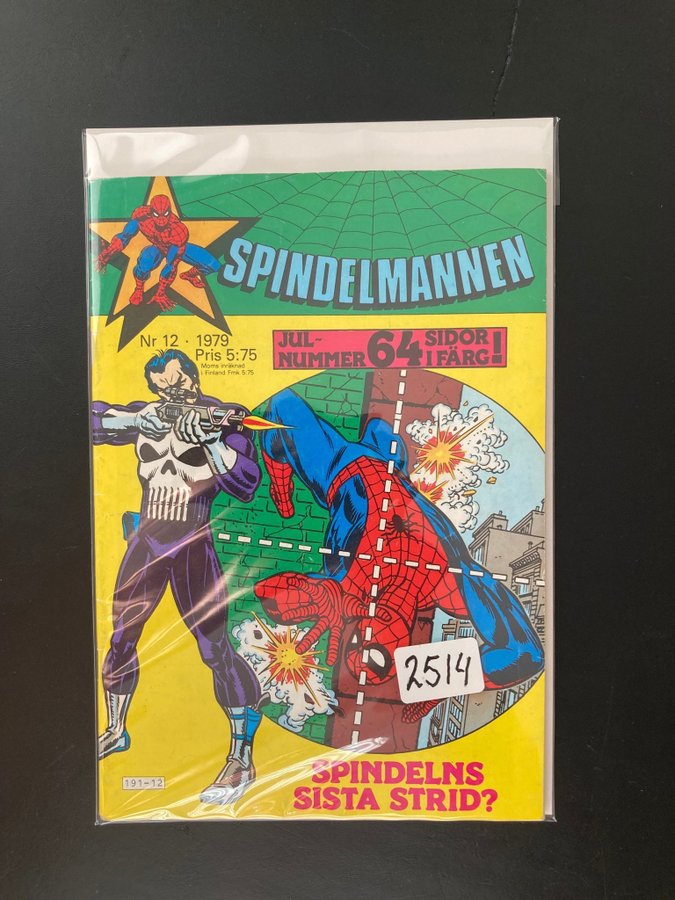 SPINDELMANNEN
Nr 12 · 1979
Pris 5:75
Moms inräknad
i Finland Fmk 5:75
JUL-
NUMMER 64 SIDOR
I FÄRG!
2514
SPINDELNS
SISTA STRID?
191-12